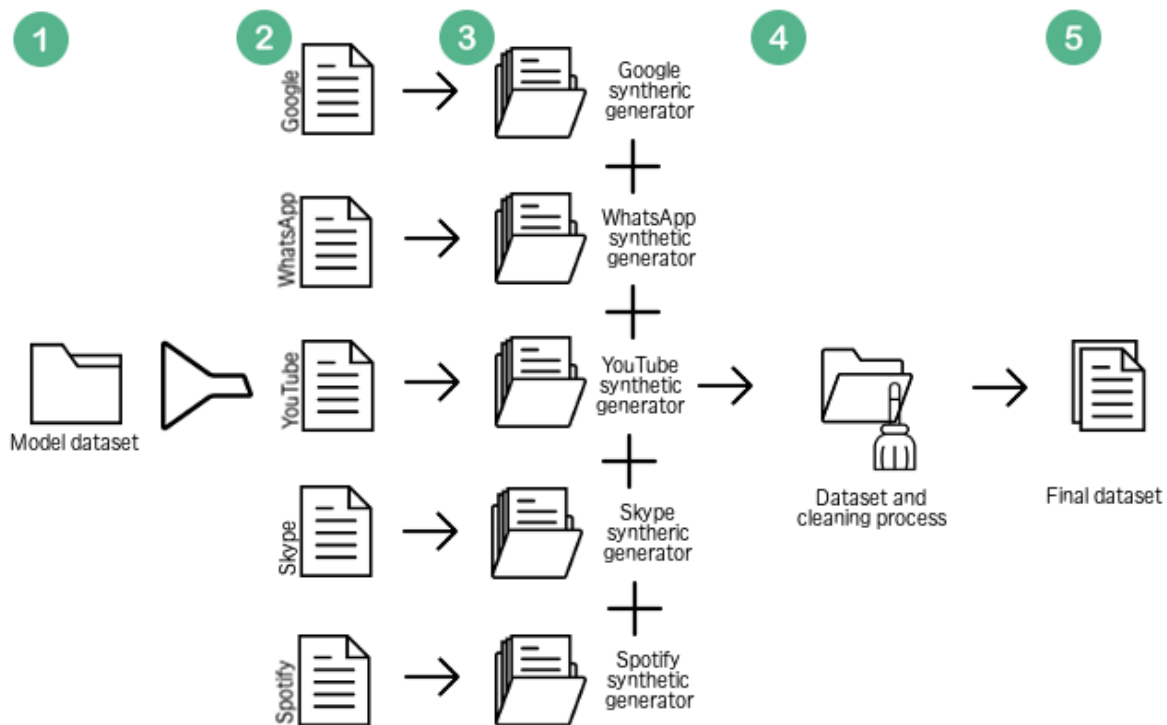 1
2
3
4
5
Google
Google
syntheric
generator
WhatsApp
WhatsApp
synthetic
generator
Model dataset
YouTube
YouTube
synthetic
generator
Dataset and
cleaning process
Final dataset
Skype
Skype
syntheric
generator
Spotify
Spotify
synthetic
generator